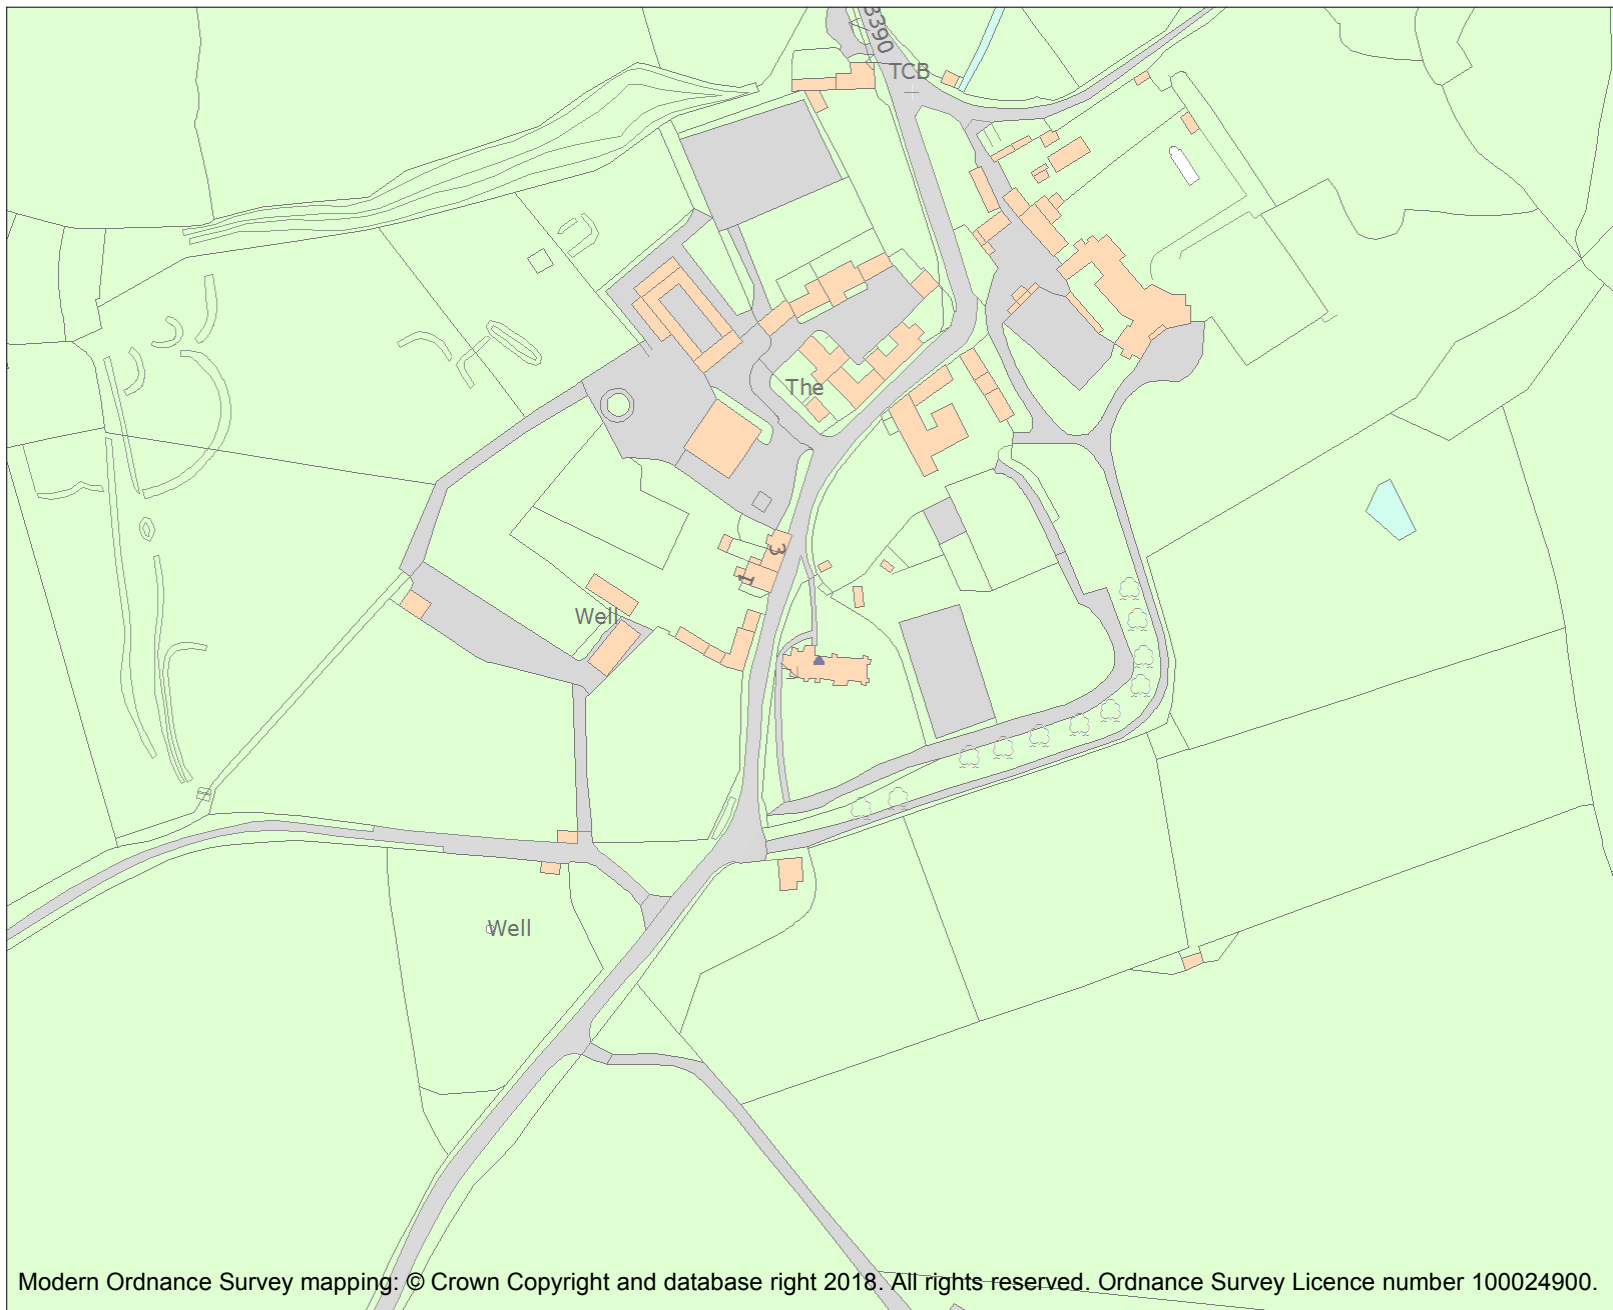 B3390
TCB
The
3
1
Well
Well
Modern Ordnance Survey mapping: © Crown Copyright and database right 2018. All rights reserved. Ordnance Survey Licence number 100024900.